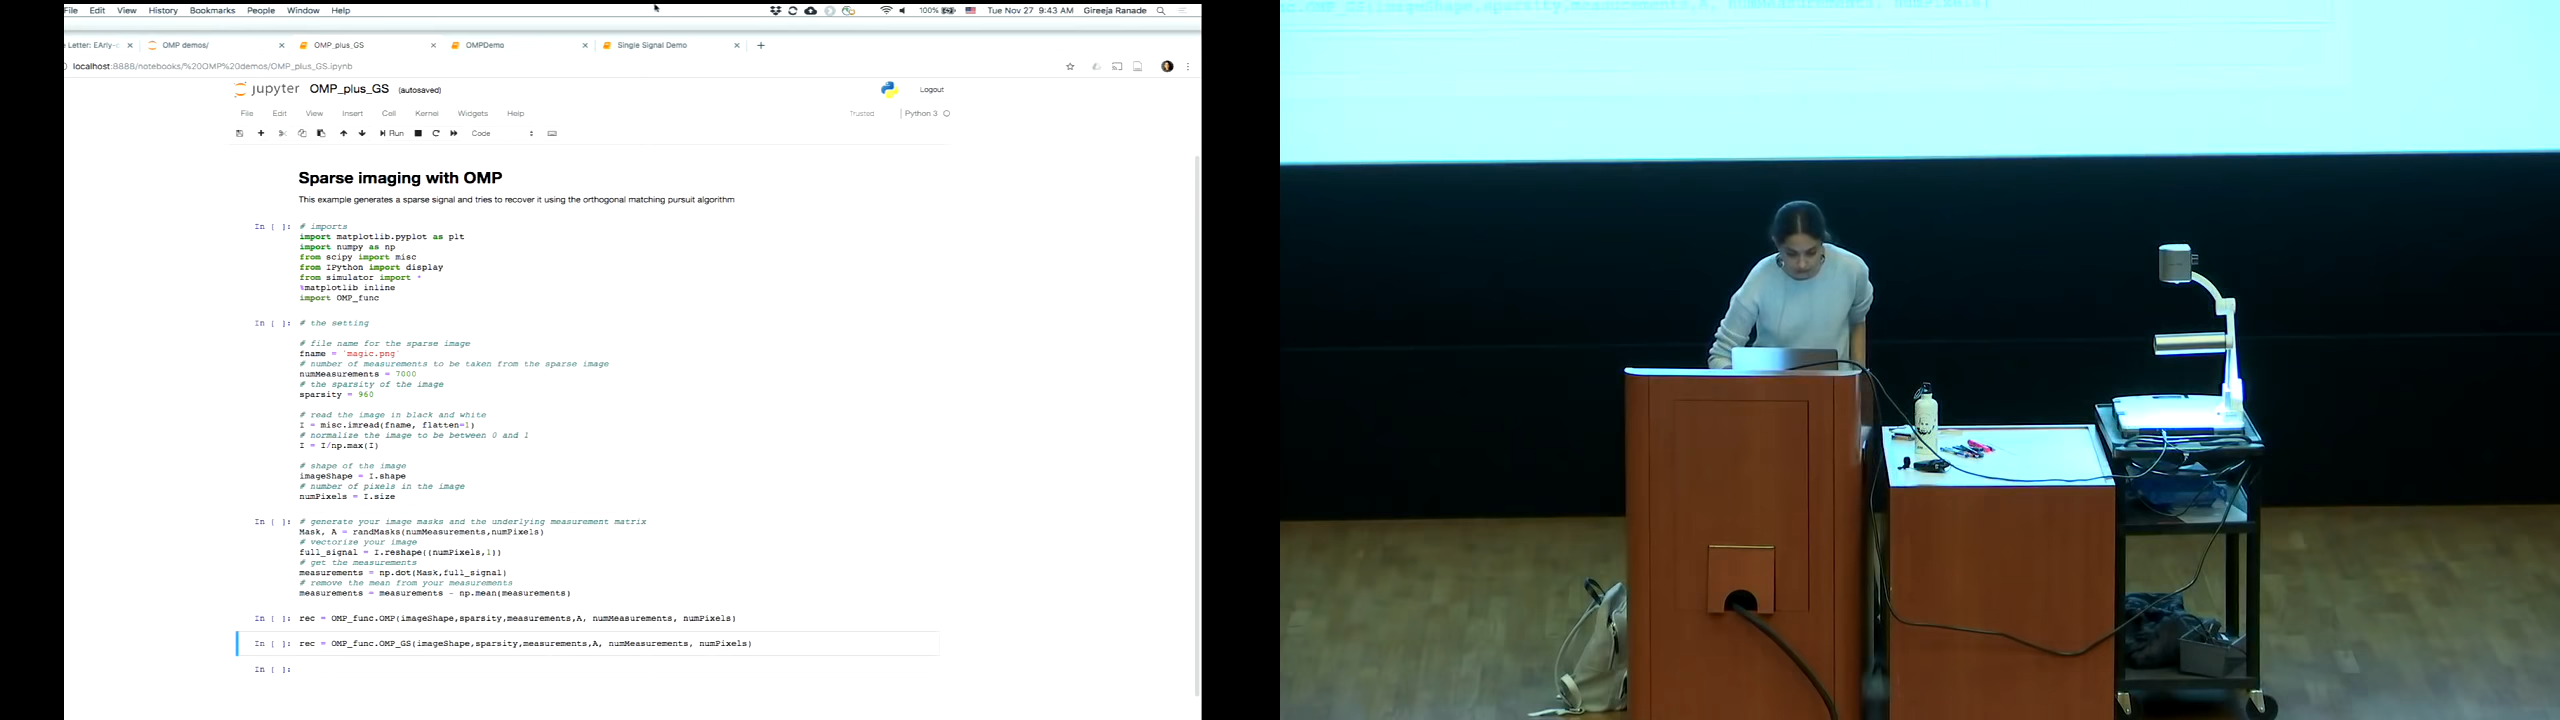 File Edit View History Bookmarks People Window Help
100% Tue Nov 27 9:43 AM Gireeja Ranade
Letter: EArly- OMP demos/ OMP_plus_GS OMPDemo Single Signal Demo
localhost:8888/notebooks/%20OMP%20demos/OMP_plus_GS.ipynb
jupyter OMP_plus_GS (autosaved)
Logout
File Edit View Insert Cell Kernel Widgets Help
Trusted Python 3
Run Code
Sparse imaging with OMP
This example generates a sparse signal and tries to recover it using the orthogonal matching pursuit algorithm
In [ ]: # imports
import matplotlib.pyplot as plt
import numpy as np
from scipy import misc
from IPython import display
from simulator import *
%matplotlib inline
import OMP_func
In [ ]: # the setting
# file name for the sparse image
fname = 'magic.png'
# number of measurements to be taken from the sparse image
numMeasurements = 7000
# the sparsity of the image
sparsity = 960
# read the image in black and white
I = misc.imread(fname, flatten=1)
# normalize the image to be between 0 and 1
I = I/np.max(I)
# shape of the image
imageShape = I.shape
# number of pixels in the image
numPixels = I.size
In [ ]: # generate your image masks and the underlying measurement matrix
Mask, A = randMasks(numMeasurements,numPixels)
# vectorize your image
full_signal = I.reshape((numPixels,1))
# get the measurements
measurements = np.dot(Mask,full_signal)
# remove the mean from your measurements
measurements = measurements - np.mean(measurements)
In [ ]: rec = OMP_func.OMP(imageShape,sparsity,measurements,A, numMeasurements, numPixels)
In [ ]: rec = OMP_func.OMP_GS(imageShape,sparsity,measurements,A, numMeasurements, numPixels)
In [ ]:
OMP_GS(imageShape,sparsity,measurements,A, numMeasurements, numPixels)